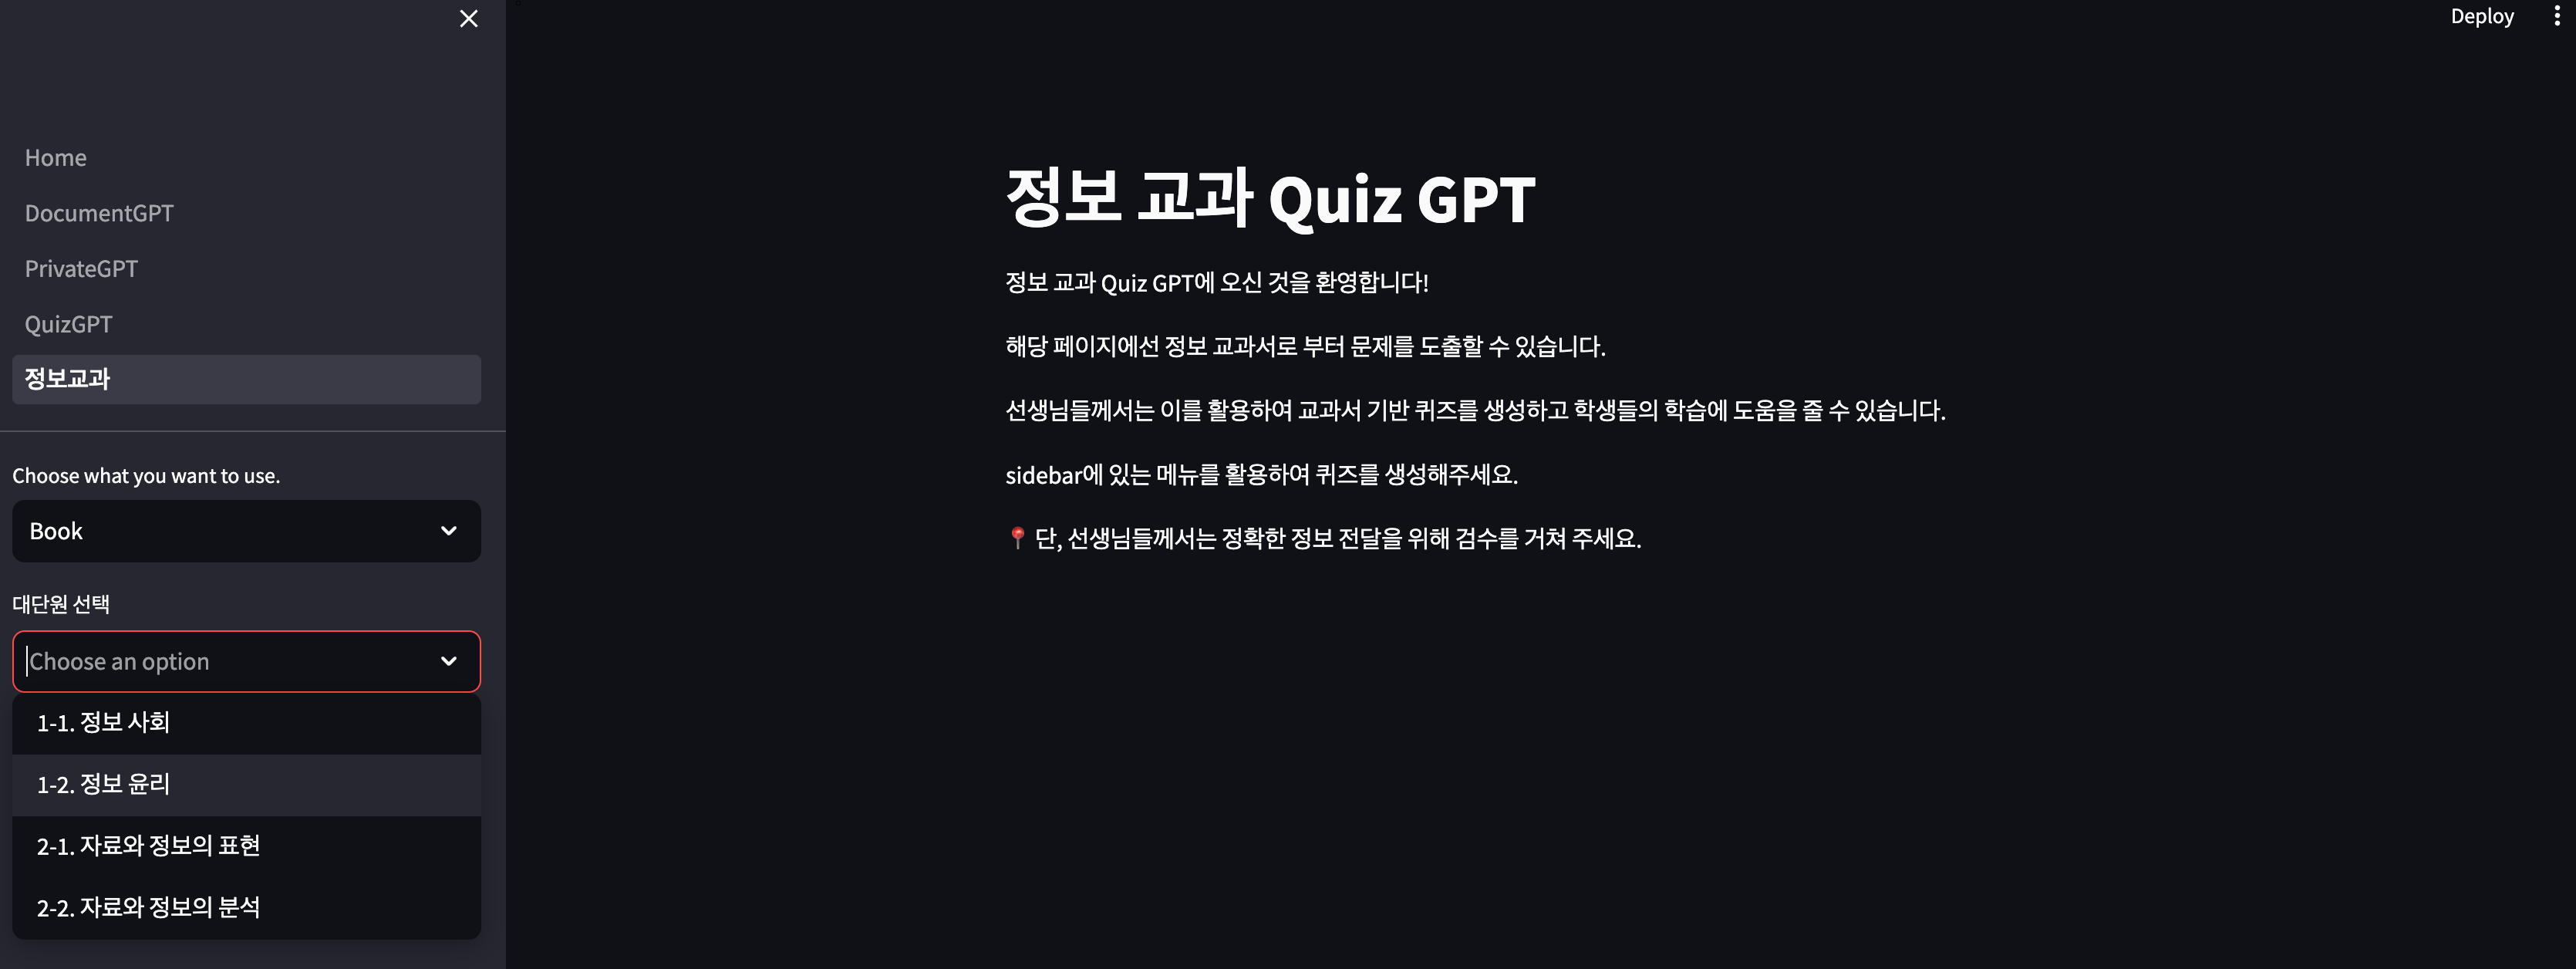 Deploy
Home
DocumentGPT
PrivateGPT
QuizGPT
정보교과
Choose what you want to use.
Book
대단원 선택
Choose an option
1-1. 정보 사회
1-2. 정보 윤리
2-1. 자료와 정보의 표현
2-2. 자료와 정보의 분석
정보 교과 Quiz GPT
정보 교과 Quiz GPT에 오신 것을 환영합니다!
해당 페이지에선 정보 교과서로 부터 문제를 도출할 수 있습니다.
선생님들께서는 이를 활용하여 교과서 기반 퀴즈를 생성하고 학생들의 학습에 도움을 줄 수 있습니다.
sidebar에 있는 메뉴를 활용하여 퀴즈를 생성해주세요.
📍 단, 선생님들께서는 정확한 정보 전달을 위해 검수를 거쳐 주세요.